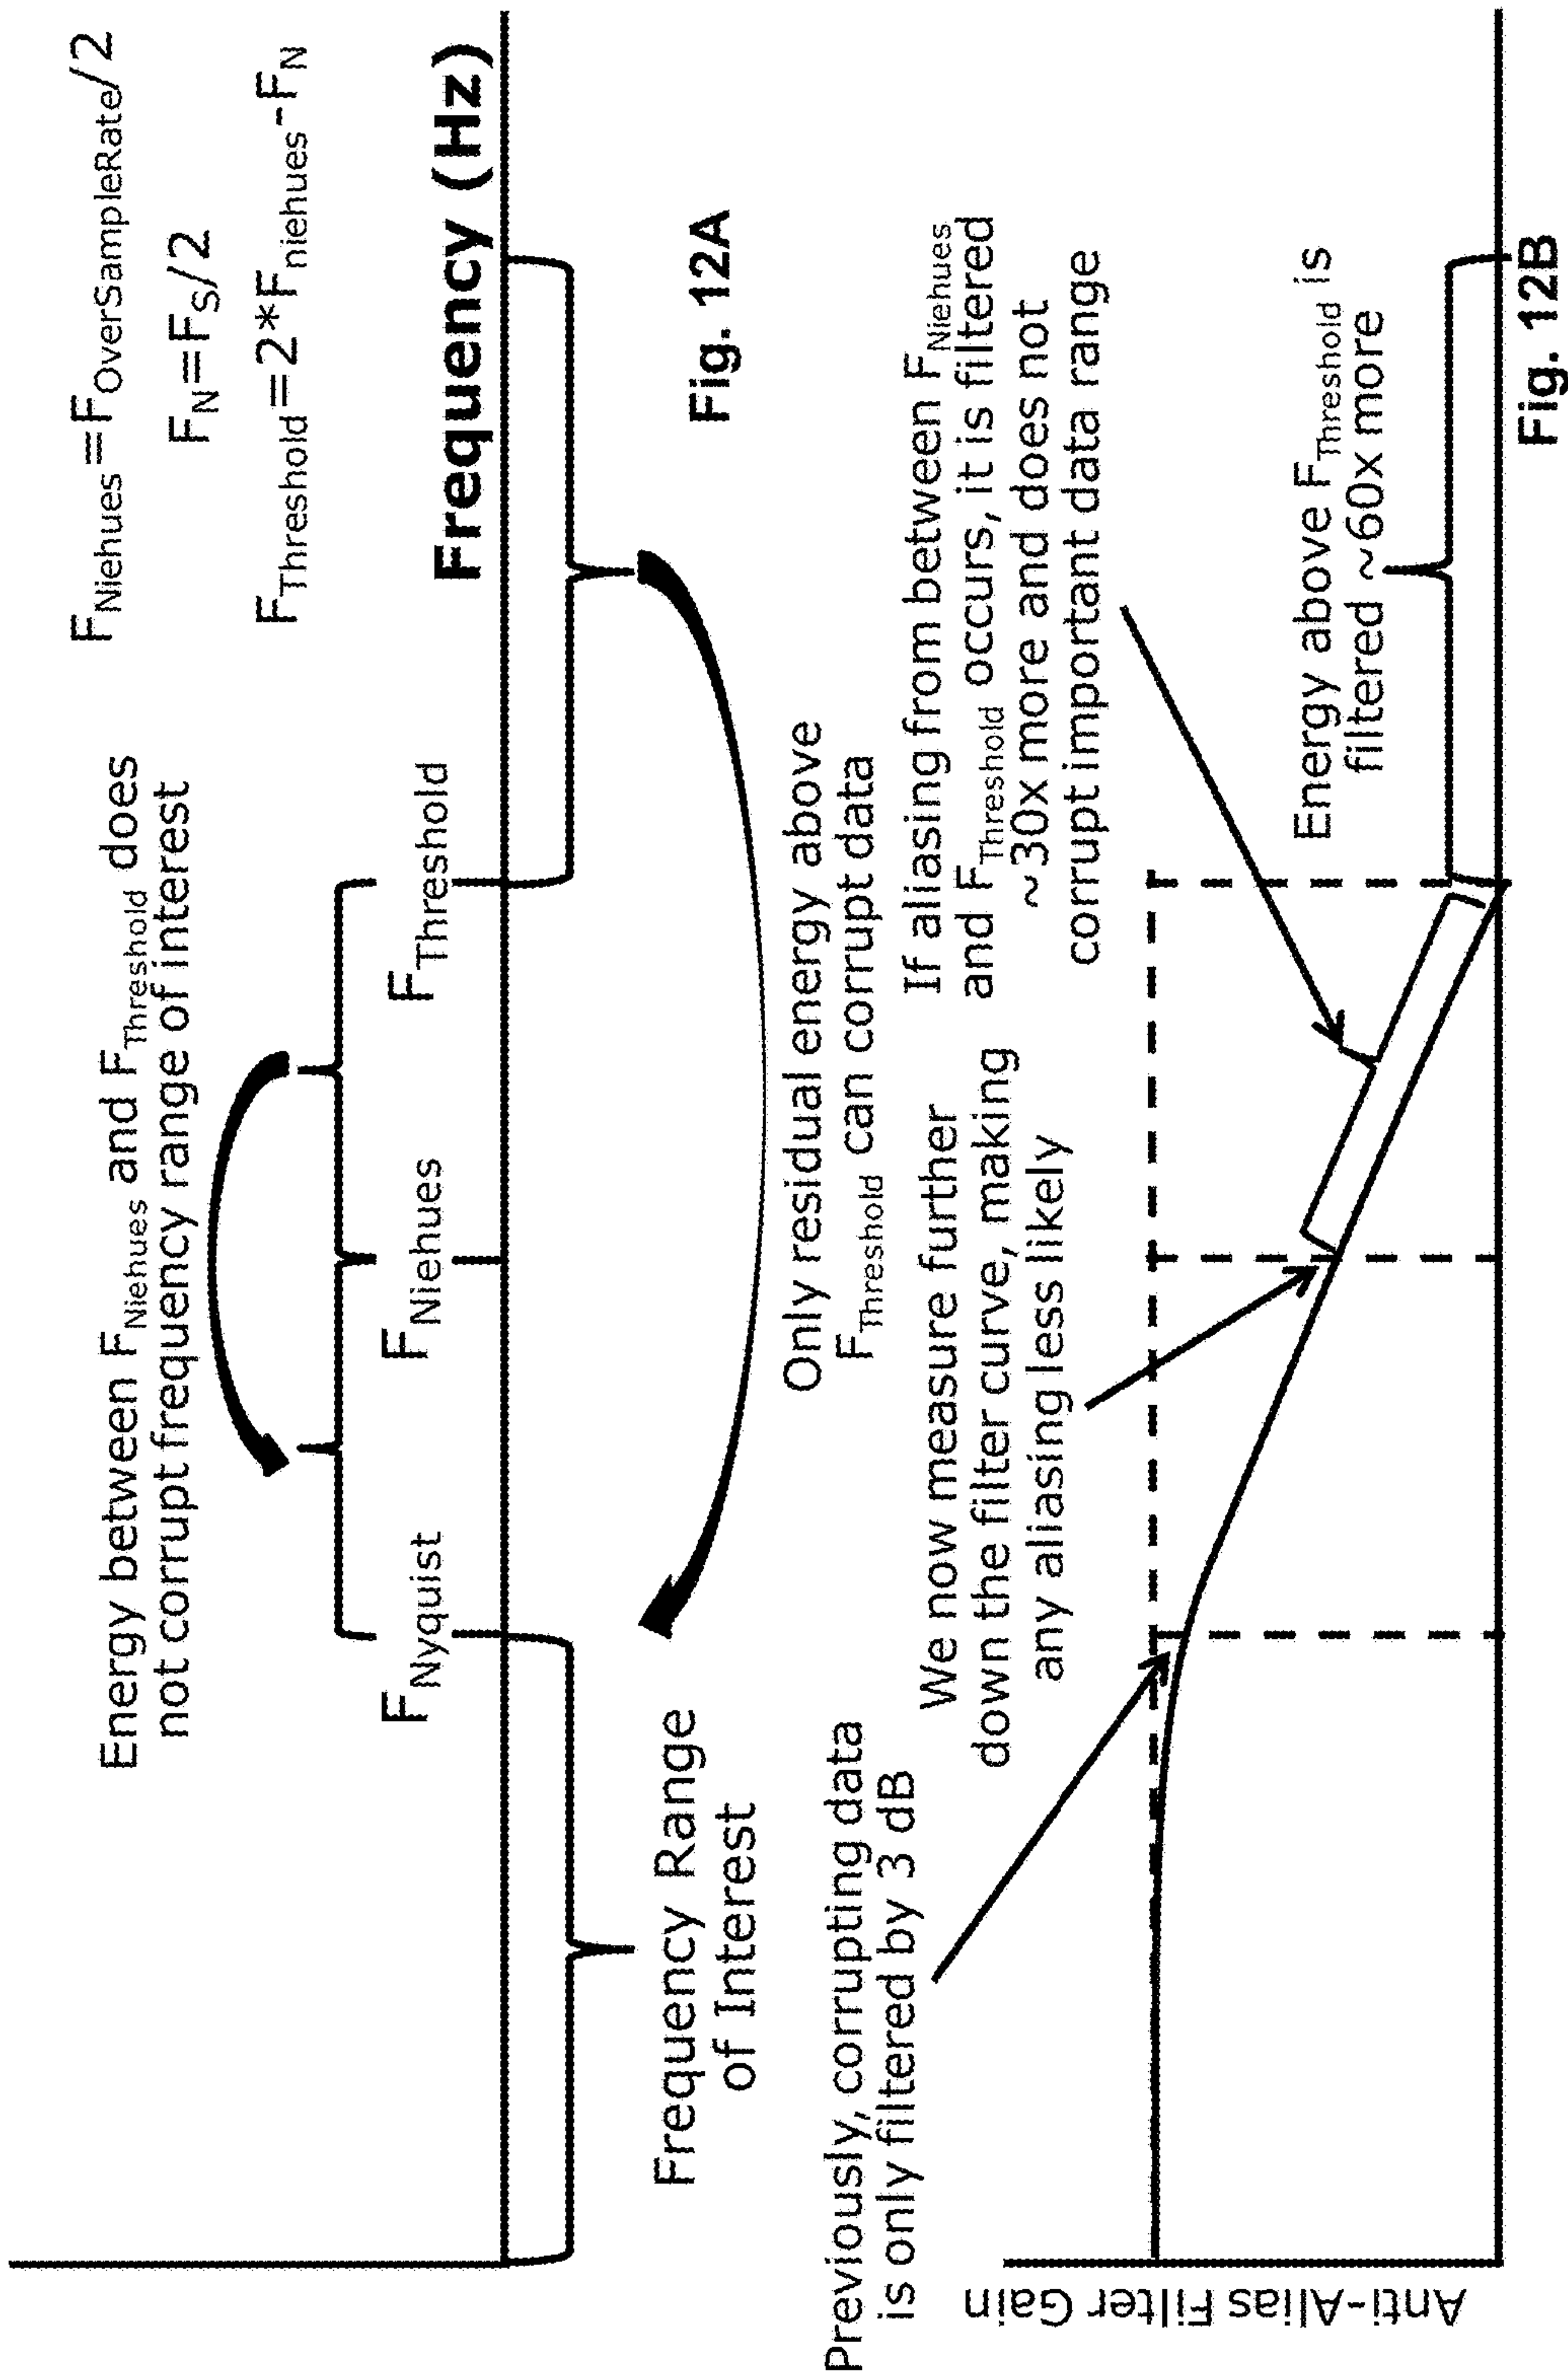 F_Niehues=F_OverSampleRate/2
F_N=F_S/2
F_Threshold=2*F_niehues-F_N
Energy between F_Niehues and F_Threshold does
not corrupt frequency range of interest
F_Nyquist
F_Niehues
F_Threshold
Frequency (Hz)
Frequency Range
of Interest
Only residual energy above
F_Threshold can corrupt data
Fig. 12A
Previously, corrupting data
is only filtered by 3 dB
We now measure further
down the filter curve, making
any aliasing less likely
If aliasing from between F_Niehues
and F_Threshold occurs, it is filtered
~30x more and does not
corrupt important data range
Energy above F_Threshold is
filtered ~60x more
Anti-Alias Filter Gain
Fig. 12B